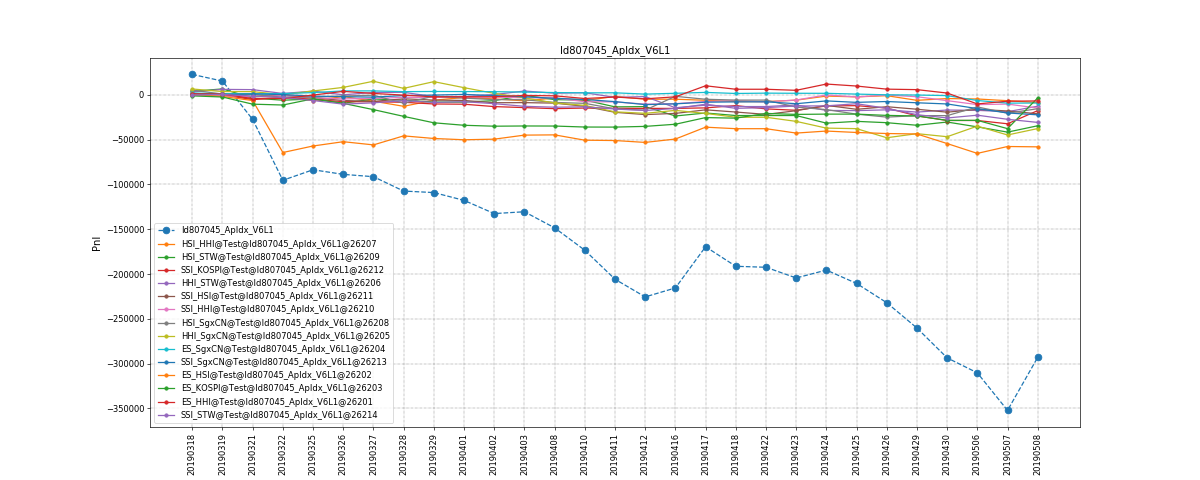 Id807045_ApIdx_V6L1
Pnl
0
−50000
−100000
−150000
−200000
−250000
−300000
−350000
Id807045_ApIdx_V6L1
HSI_HHI@Test@Id807045_ApIdx_V6L1@26207
HSI_STW@Test@Id807045_ApIdx_V6L1@26209
SSI_KOSPI@Test@Id807045_ApIdx_V6L1@26212
HHI_STW@Test@Id807045_ApIdx_V6L1@26206
SSI_HSI@Test@Id807045_ApIdx_V6L1@26211
SSI_HHI@Test@Id807045_ApIdx_V6L1@26210
HSI_SgxCN@Test@Id807045_ApIdx_V6L1@26208
HHI_SgxCN@Test@Id807045_ApIdx_V6L1@26205
ES_SgxCN@Test@Id807045_ApIdx_V6L1@26204
SSI_SgxCN@Test@Id807045_ApIdx_V6L1@26213
ES_HSI@Test@Id807045_ApIdx_V6L1@26202
ES_KOSPI@Test@Id807045_ApIdx_V6L1@26203
ES_HHI@Test@Id807045_ApIdx_V6L1@26201
SSI_STW@Test@Id807045_ApIdx_V6L1@26214
20190318
20190319
20190321
20190322
20190325
20190326
20190327
20190328
20190329
20190401
20190402
20190403
20190408
20190410
20190411
20190412
20190416
20190417
20190418
20190422
20190423
20190424
20190425
20190426
20190429
20190430
20190506
20190507
20190508